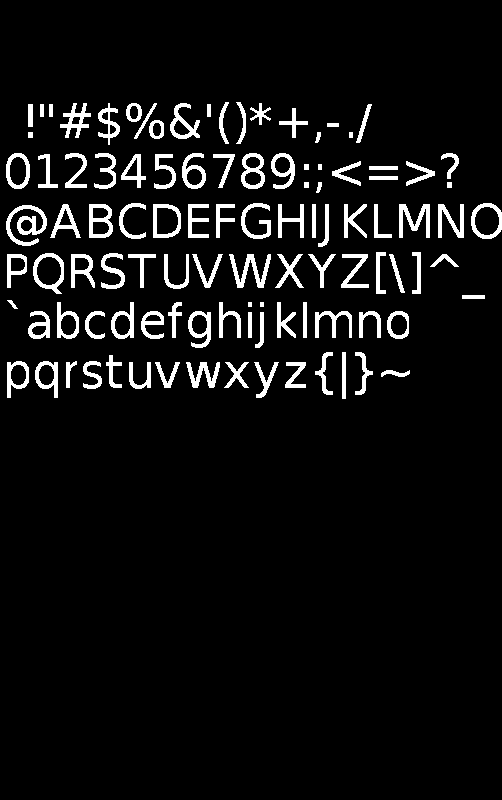 !"#$%&'()*+,-./
0123456789:;<=>?
@ABCDEFGHIJKLMNO
PQRSTUVWXYZ[\]^_
`abcdefghijklmno
pqrstuvwxyz{|}~